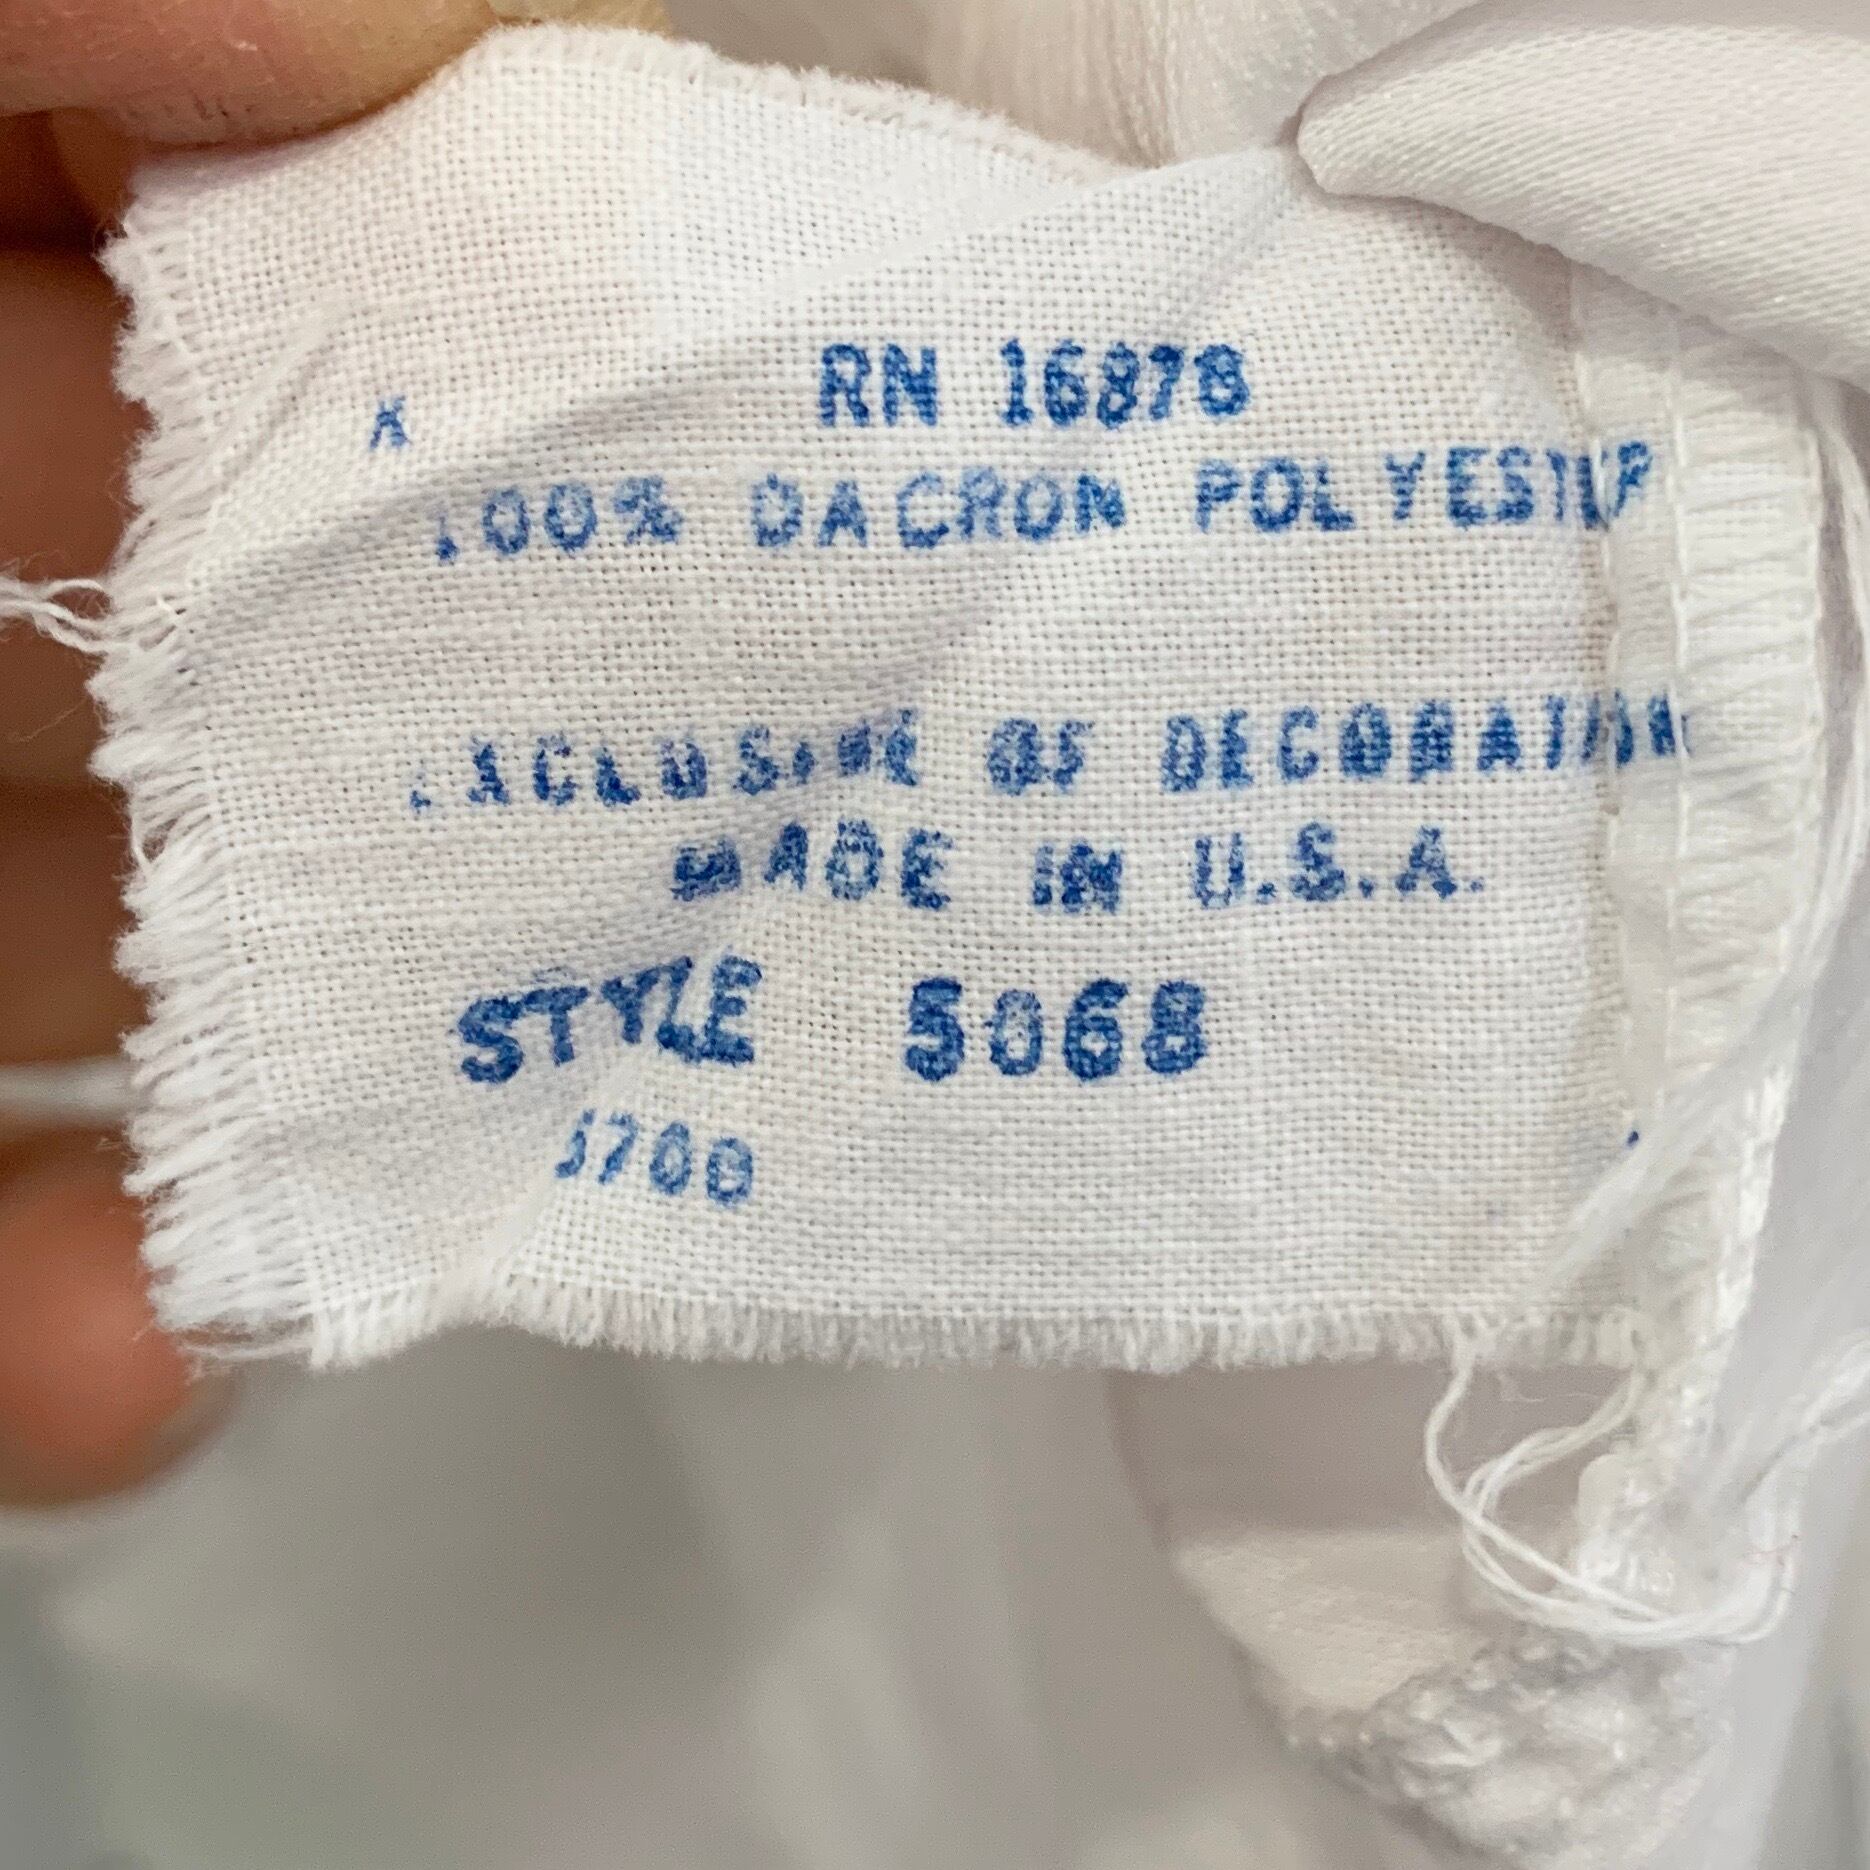 K
RN 16878
100% DACRON POLYESTER
EXCLUSIVE OF DECORATION
MADE IN U.S.A.
STYLE 5068